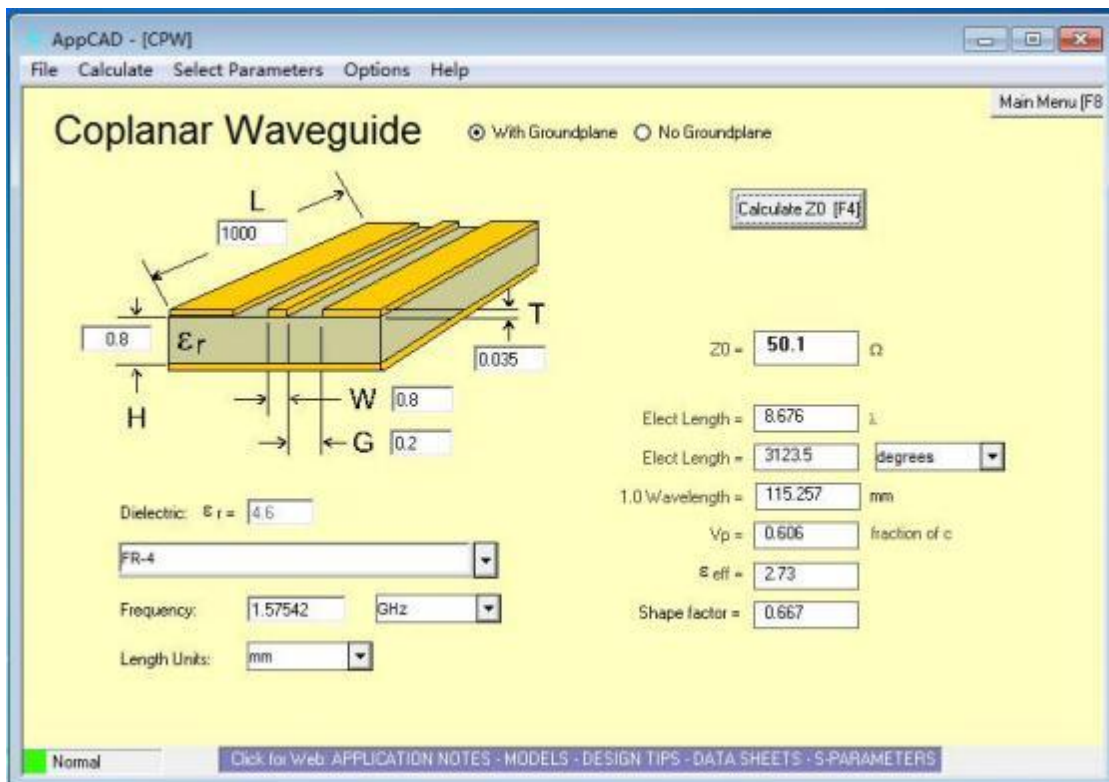 AppCAD - [CPW]
File Calculate Select Parameters Options Help
Main Menu [F8
Coplanar Waveguide
With Groundplane No Groundplane
Calculate Z0 [F4]
L
1000
0.8
H
εr
T
0.035
W 0.8
G 0.2
Z0 = 50.1 Ω
Elect Length = 8.676 λ
Elect Length = 3123.5 degrees
1.0 Wavelength = 115.257 mm
Vp = 0.606 fraction of c
ε eff = 2.73
Shape factor = 0.667
Dielectric: ε r = 4.6
FR-4
Frequency: 1.57542 GHz
Length Units: mm
Normal
Click for Web: APPLICATION NOTES - MODELS - DESIGN TIPS - DATA SHEETS - S-PARAMETERS